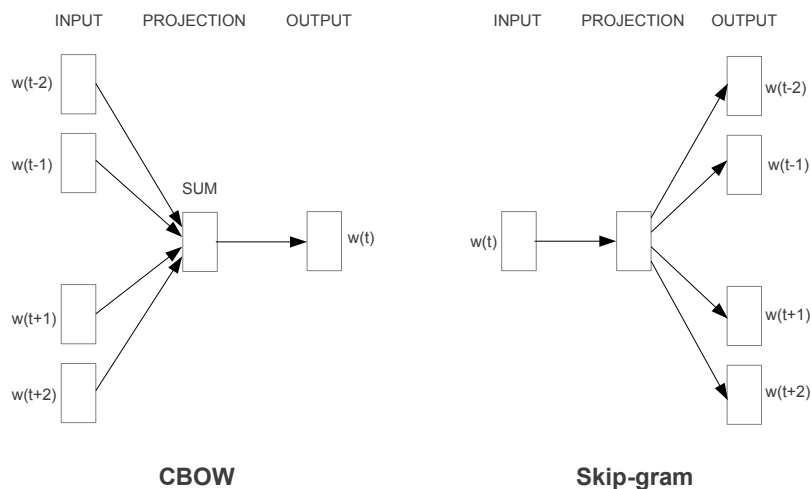 INPUT PROJECTION OUTPUT
w(t-2)
w(t-1)
SUM
w(t)
w(t+1)
w(t+2)
CBOW
INPUT PROJECTION OUTPUT
w(t-2)
w(t-1)
w(t)
w(t+1)
w(t+2)
Skip-gram